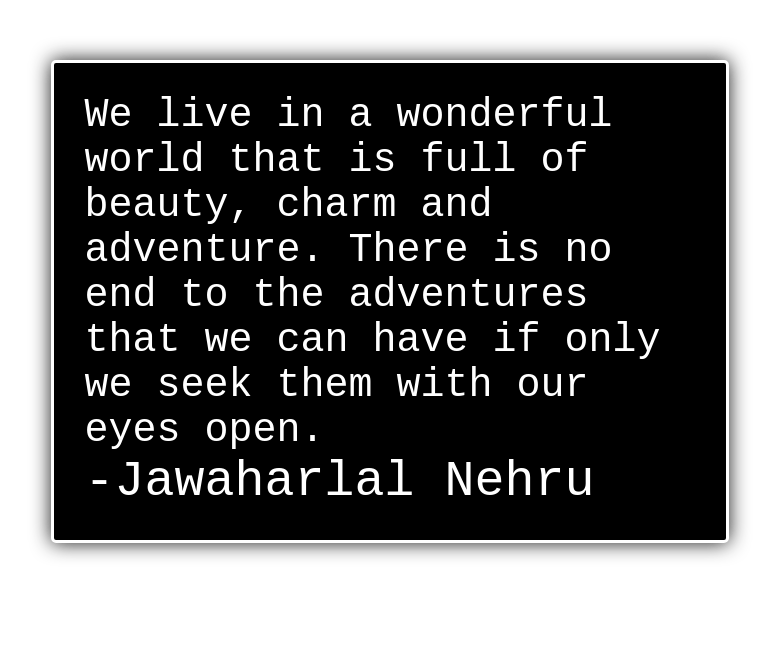 We live in a wonderful
world that is full of
beauty, charm and
adventure. There is no
end to the adventures
that we can have if only
we seek them with our
eyes open.
-Jawaharlal Nehru